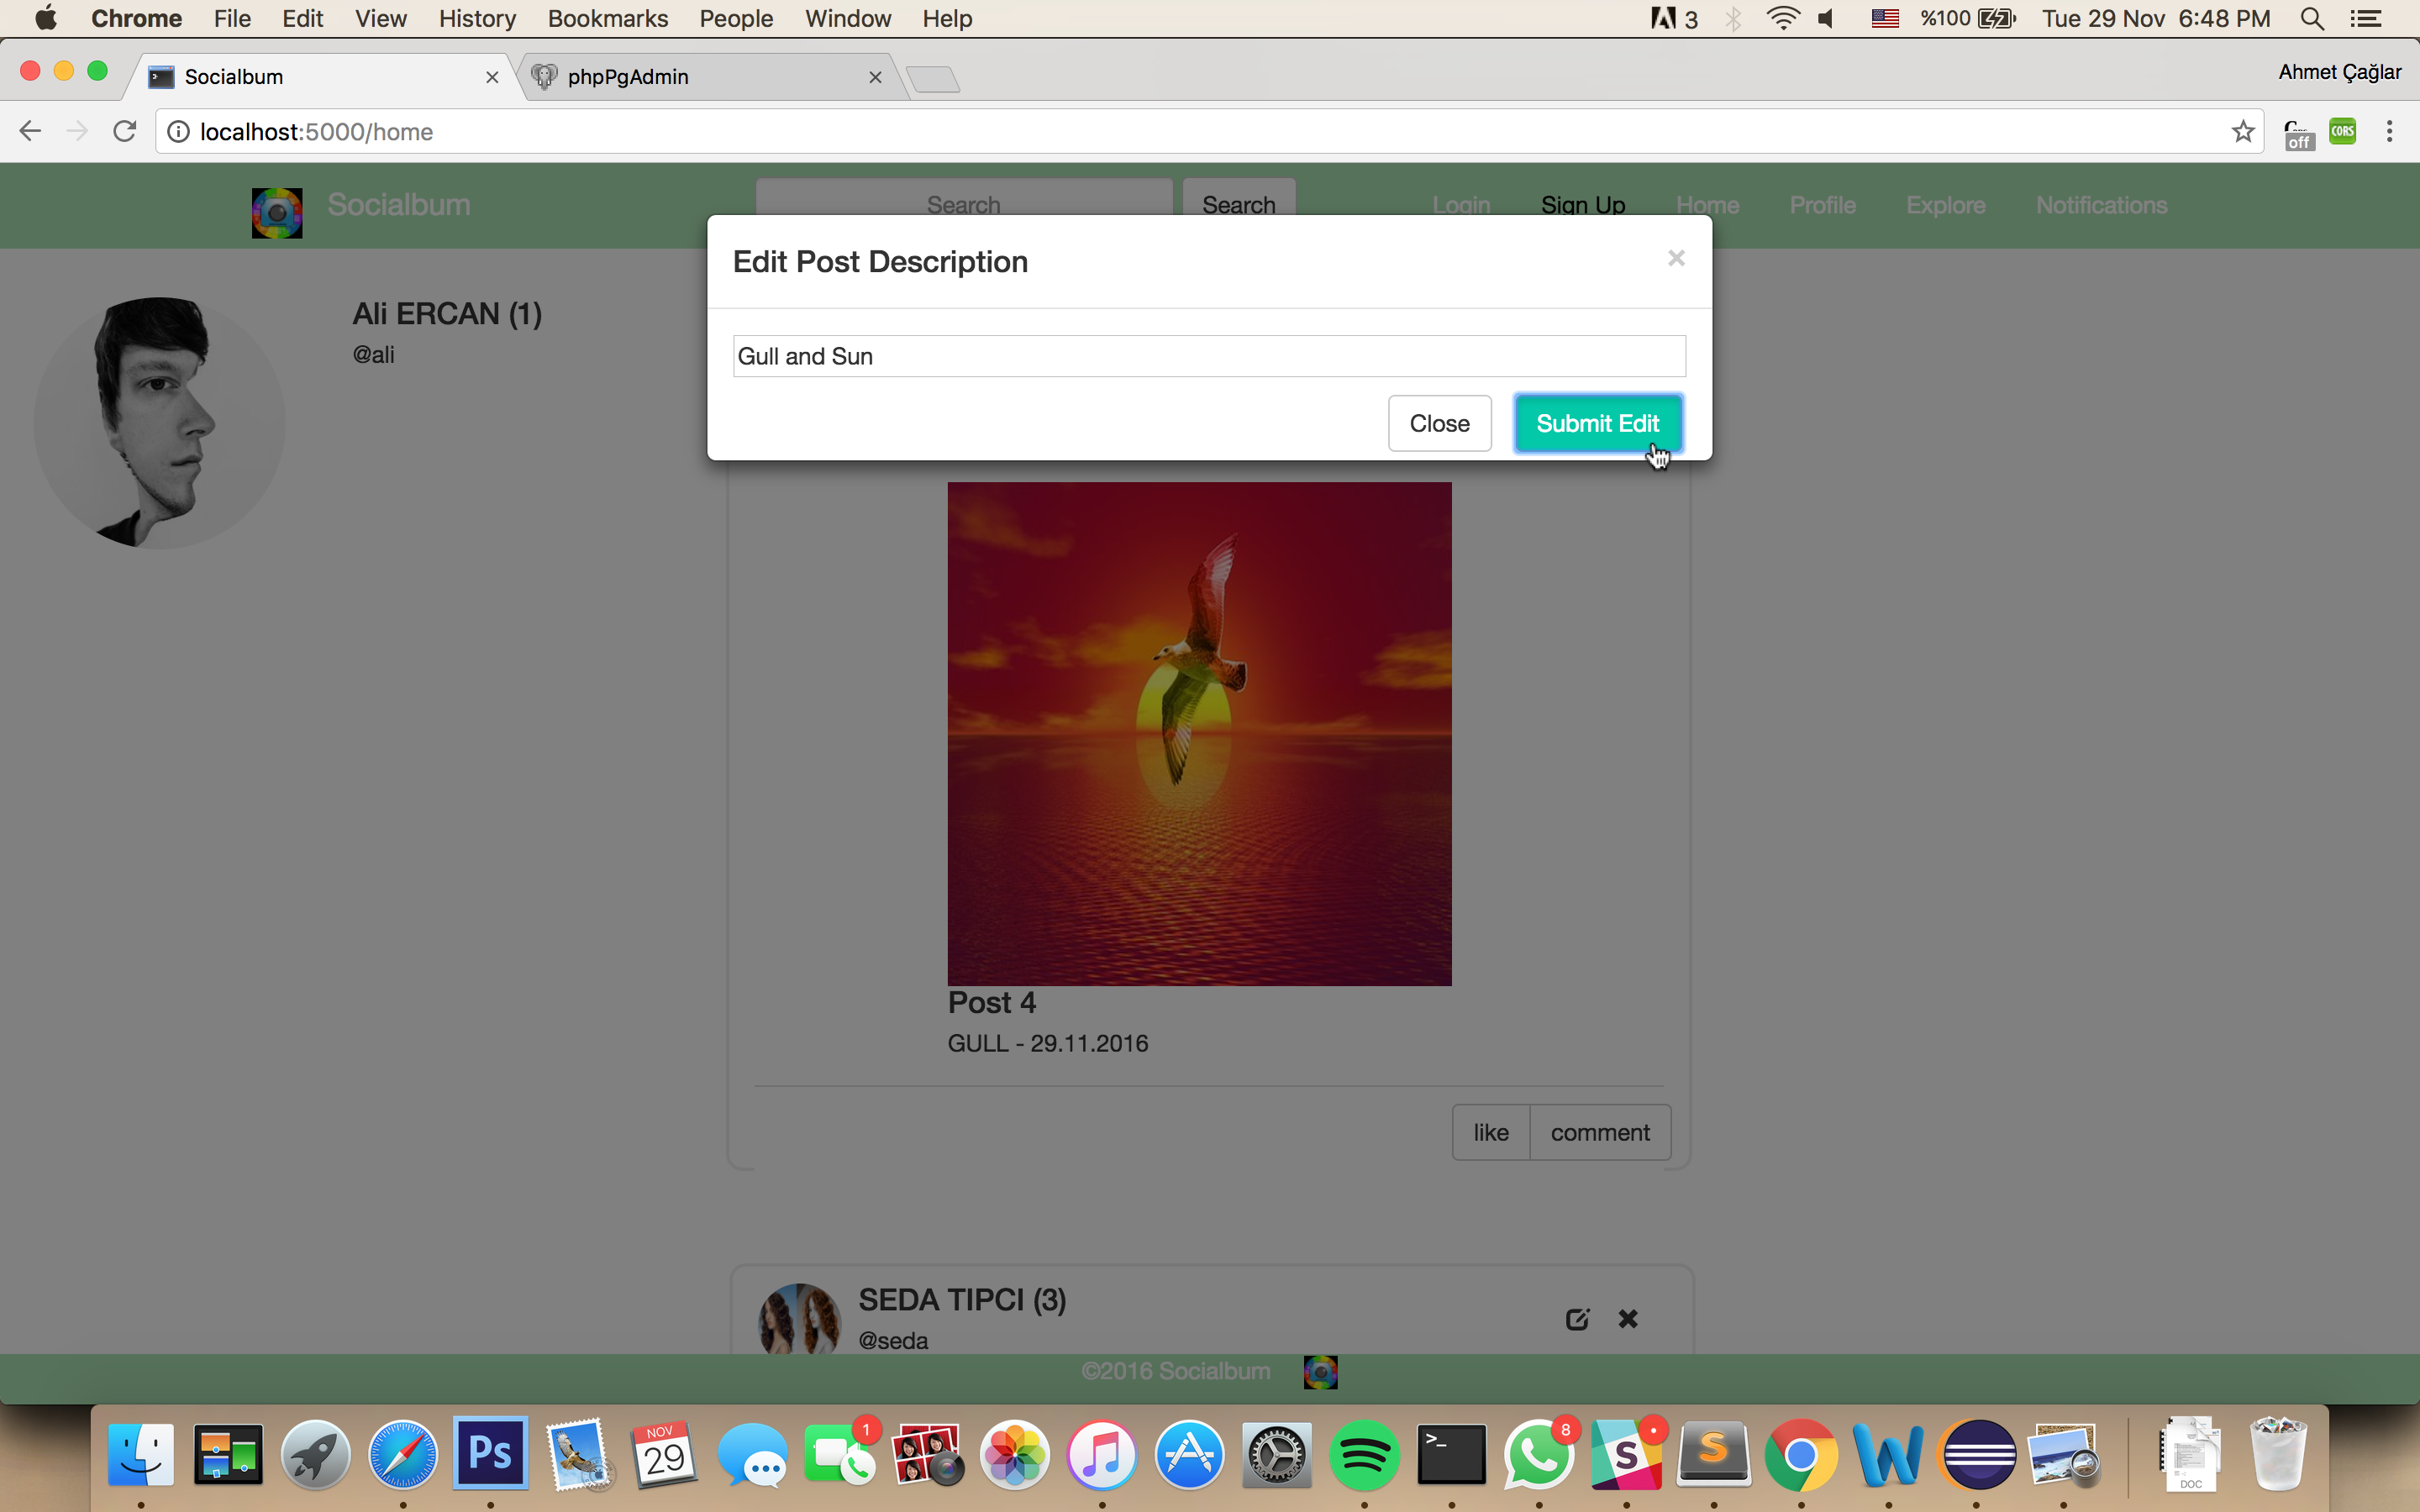 Chrome File Edit View History Bookmarks People Window Help 3 %100 Tue 29 Nov 6:48 PM
Socialbum phpPgAdmin Ahmet Çağlar
localhost:5000/home off CORS
Socialbum Search Search Login Sign Up Home Profile Explore Notifications
Edit Post Description ×
Ali ERCAN (1)
@ali
Gull and Sun
Close Submit Edit
Post 4
GULL - 29.11.2016
like comment
SEDA TIPCI (3)
@seda
©2016 Socialbum
Ps NOV 29 1 >_ 8 S S W DOC